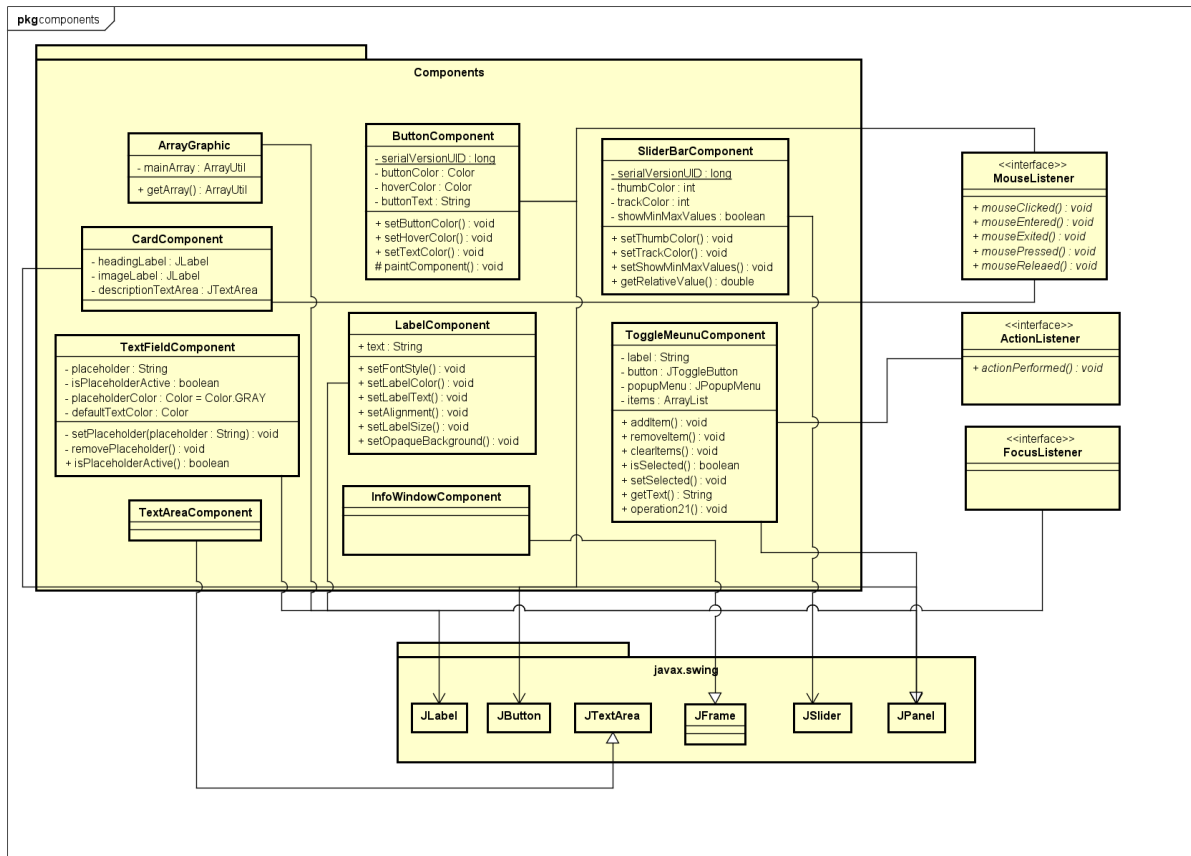 pkg components
Components
ArrayGraphic
- mainArray : ArrayUtil
+ getArray() : ArrayUtil
ButtonComponent
- serialVersionUID : long
- buttonColor : Color
- hoverColor : Color
- buttonText : String
+ setButtonColor() : void
+ setHoverColor() : void
+ setTextColor() : void
# paintComponent() : void
SliderBarComponent
- serialVersionUID : long
- thumbColor : int
- trackColor : int
- showMinMaxValues : boolean
+ setThumbColor() : void
+ setTrackColor() : void
+ setShowMinMaxValues() : void
+ getRelativeValue() : double
<<interface>>
MouseListener
+ mouseClicked() : void
+ mouseEntered() : void
+ mouseExited() : void
+ mousePressed() : void
+ mouseReleaed() : void
CardComponent
- headingLabel : JLabel
- imageLabel : JLabel
- descriptionTextArea : JTextArea
TextFieldComponent
- placeholder : String
- isPlaceholderActive : boolean
- placeholderColor : Color = Color.GRAY
- defaultTextColor : Color
- setPlaceholder(placeholder : String) : void
- removePlaceholder() : void
+ isPlaceholderActive() : boolean
LabelComponent
+ text : String
+ setFontStyle() : void
+ setLabelColor() : void
+ setLabelText() : void
+ setAlignment() : void
+ setLabelSize() : void
+ setOpaqueBackground() : void
ToggleMeunuComponent
- label : String
- button : JToggleButton
- popupMenu : JPopupMenu
- items : ArrayList
+ addItem() : void
+ removeItem() : void
+ clearItems() : void
+ isSelected() : boolean
+ setSelected() : void
+ getText() : String
+ operation21() : void
<<interface>>
ActionListener
+ actionPerformed() : void
<<interface>>
FocusListener
TextAreaComponent
InfoWindowComponent
javax.swing
JLabel
JButton
JTextArea
JFrame
JSlider
JPanel